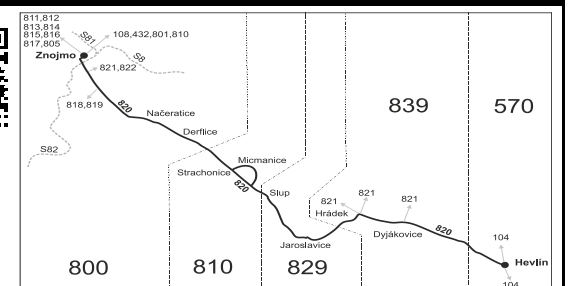 811,812
813,814
815,816
817,805
S81
108,432,801,810
Znojmo
S8
821,822
839
570
818,819
820
Načeratice
Derflice
S82
Micmanice
Strachonice
820
Slup
821
821
821
Hrádek
820
Dyjákovice
104
Jaroslavice
Hevlín
800
810
829
104